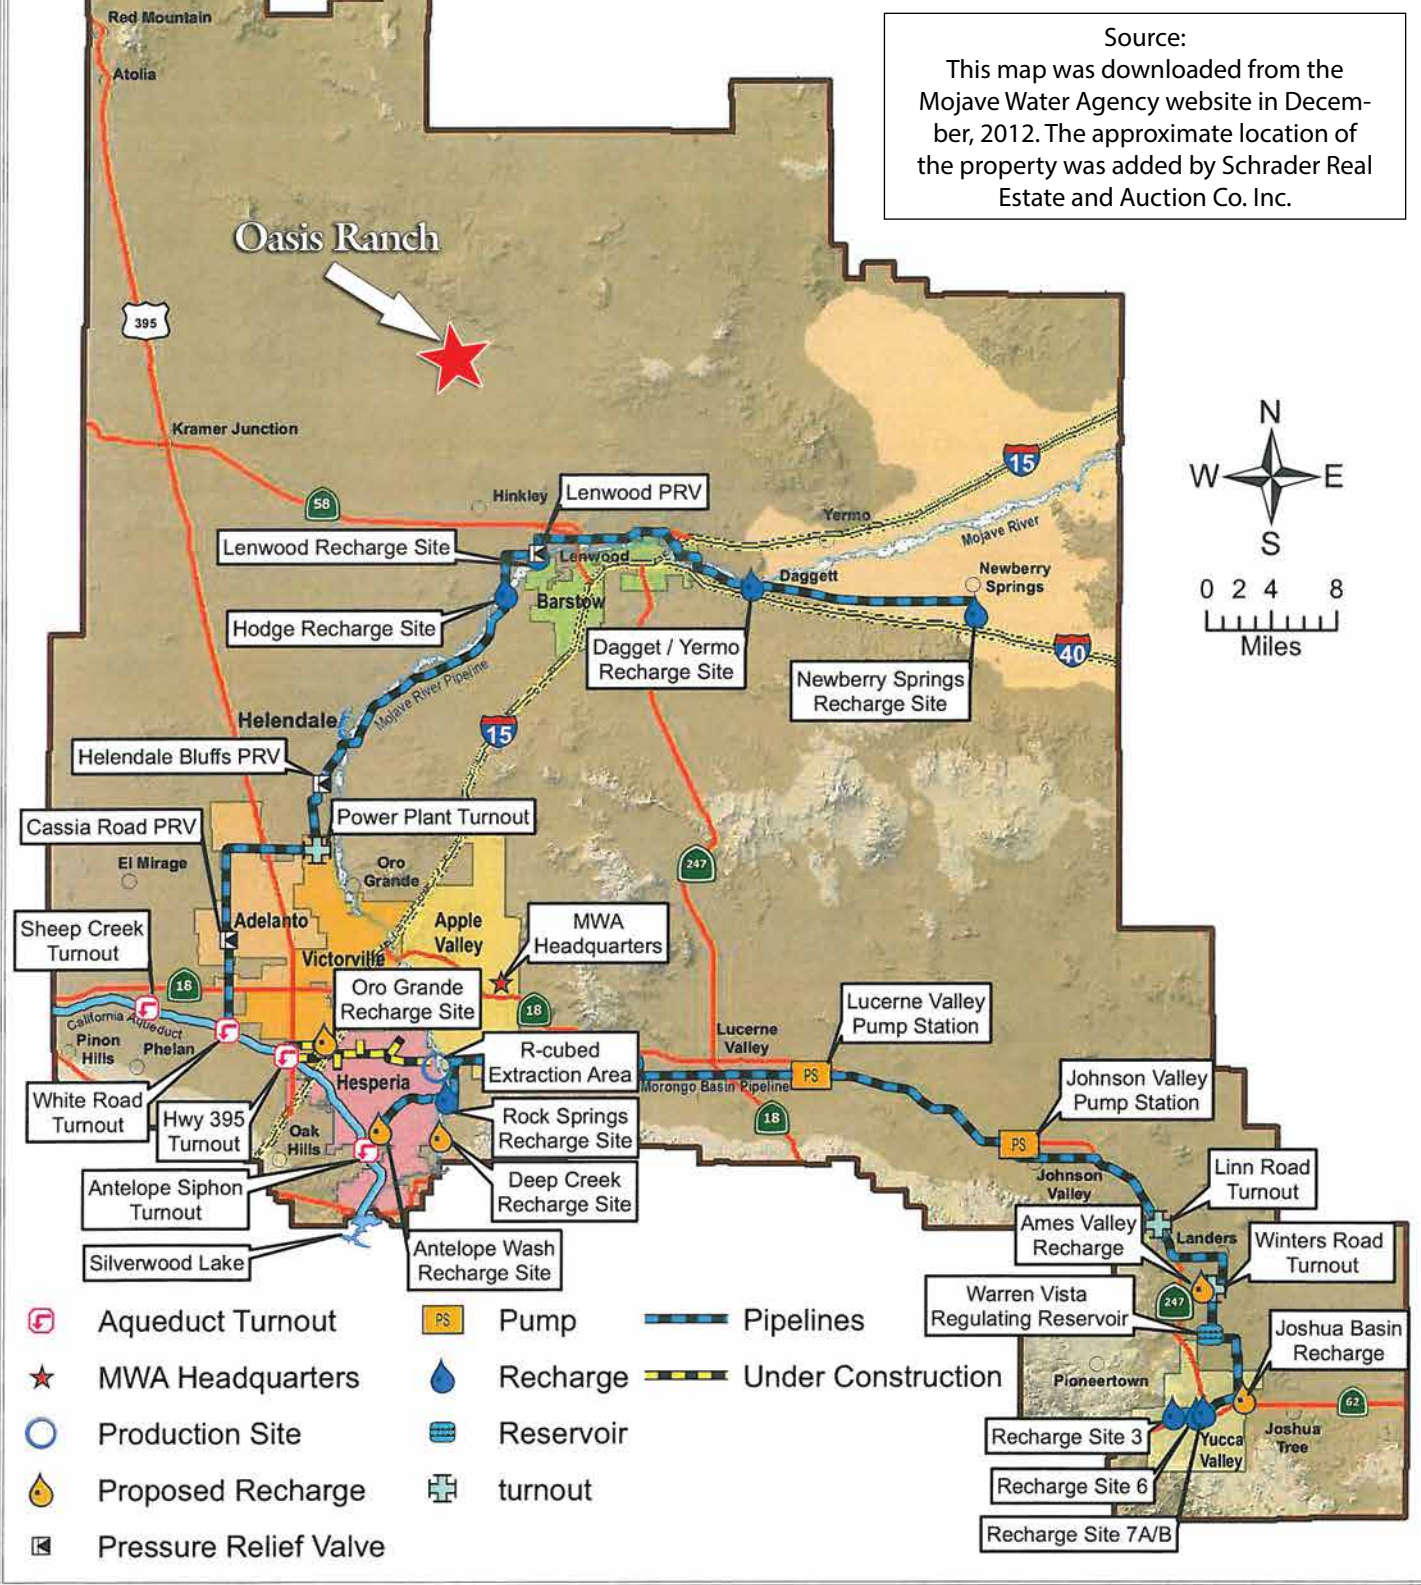 Red Mountain
Atolia
Source:
This map was downloaded from the
Mojave Water Agency website in Decem-
ber, 2012. The approximate location of
the property was added by Schrader Real
Estate and Auction Co. Inc.
Oasis Ranch
395
Kramer Junction
58
Hinkley
Lenwood PRV
15
Yermo
Mojave River
N
W
E
S
0 2 4 8
Miles
Lenwood Recharge Site
Lenwood
Daggett
Newberry
Springs
Barstow
Hodge Recharge Site
Dagget / Yermo
Recharge Site
40
Newberry Springs
Recharge Site
Mojave River Pipeline
Helendale
15
Helendale Bluffs PRV
Cassia Road PRV
Power Plant Turnout
El Mirage
Oro
Grande
247
Sheep Creek
Turnout
Adelanto
Apple
Valley
MWA
Headquarters
Victorville
18
Oro Grande
Recharge Site
18
Lucerne Valley
Pump Station
California Aqueduct
Pinon
Hills
Phelan
Lucerne
Valley
R-cubed
Extraction Area
PS
Morongo Basin Pipeline
Hesperia
Johnson Valley
Pump Station
White Road
Turnout
Hwy 395
Turnout
Rock Springs
Recharge Site
18
PS
Oak
Hills
Johnson
Valley
Linn Road
Turnout
Antelope Siphon
Turnout
Deep Creek
Recharge Site
Ames Valley
Recharge
Landers
Winters Road
Turnout
Silverwood Lake
Antelope Wash
Recharge Site
Warren Vista
Regulating Reservoir
247
Joshua Basin
Recharge
Pioneertown
62
Recharge Site 3
Yucca
Valley
Joshua
Tree
Recharge Site 6
Recharge Site 7A/B
Aqueduct Turnout
PS
Pump
Pipelines
MWA Headquarters
Recharge
Under Construction
Production Site
Reservoir
Proposed Recharge
turnout
Pressure Relief Valve